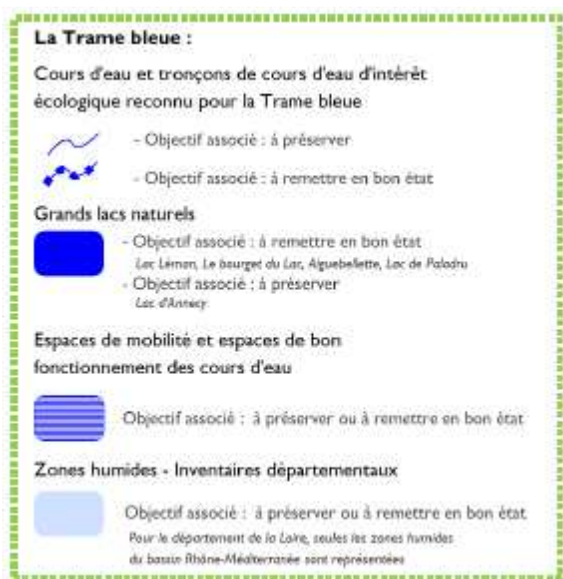 La Trame bleue :
Cours d'eau et tronçons de cours d'eau d'intérêt
écologique reconnu pour la Trame bleue
- Objectif associé : à préserver
- Objectif associé : à remettre en bon état
Grands lacs naturels
- Objectif associé : à remettre en bon état
Lac Léman, Le bourget du Lac, Aiguebellette, Lac de Paladru
- Objectif associé : à préserver
Lac d'Annecy
Espaces de mobilité et espaces de bon
fonctionnement des cours d'eau
Objectif associé : à préserver ou à remettre en bon état
Zones humides - Inventaires départementaux
Objectif associé : à préserver ou à remettre en bon état
Pour le département de la Loire, seules les zones humides
du bassin Rhône-Méditerranée sont représentées